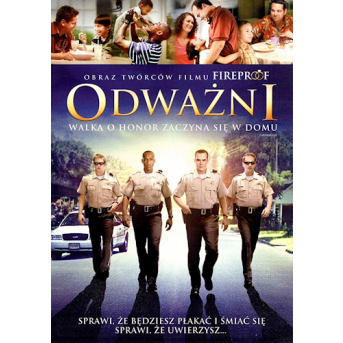 OBRAZ TWÓRCÓW FILMU FIREPROOF
ODWAŻNI
WALKA O HONOR ZACZYNA SIĘ W DOMU
SPRAWI, ŻE BĘDZIESZ PŁAKAĆ I ŚMIAĆ SIĘ
SPRAWI, ŻE UWIERZYSZ...